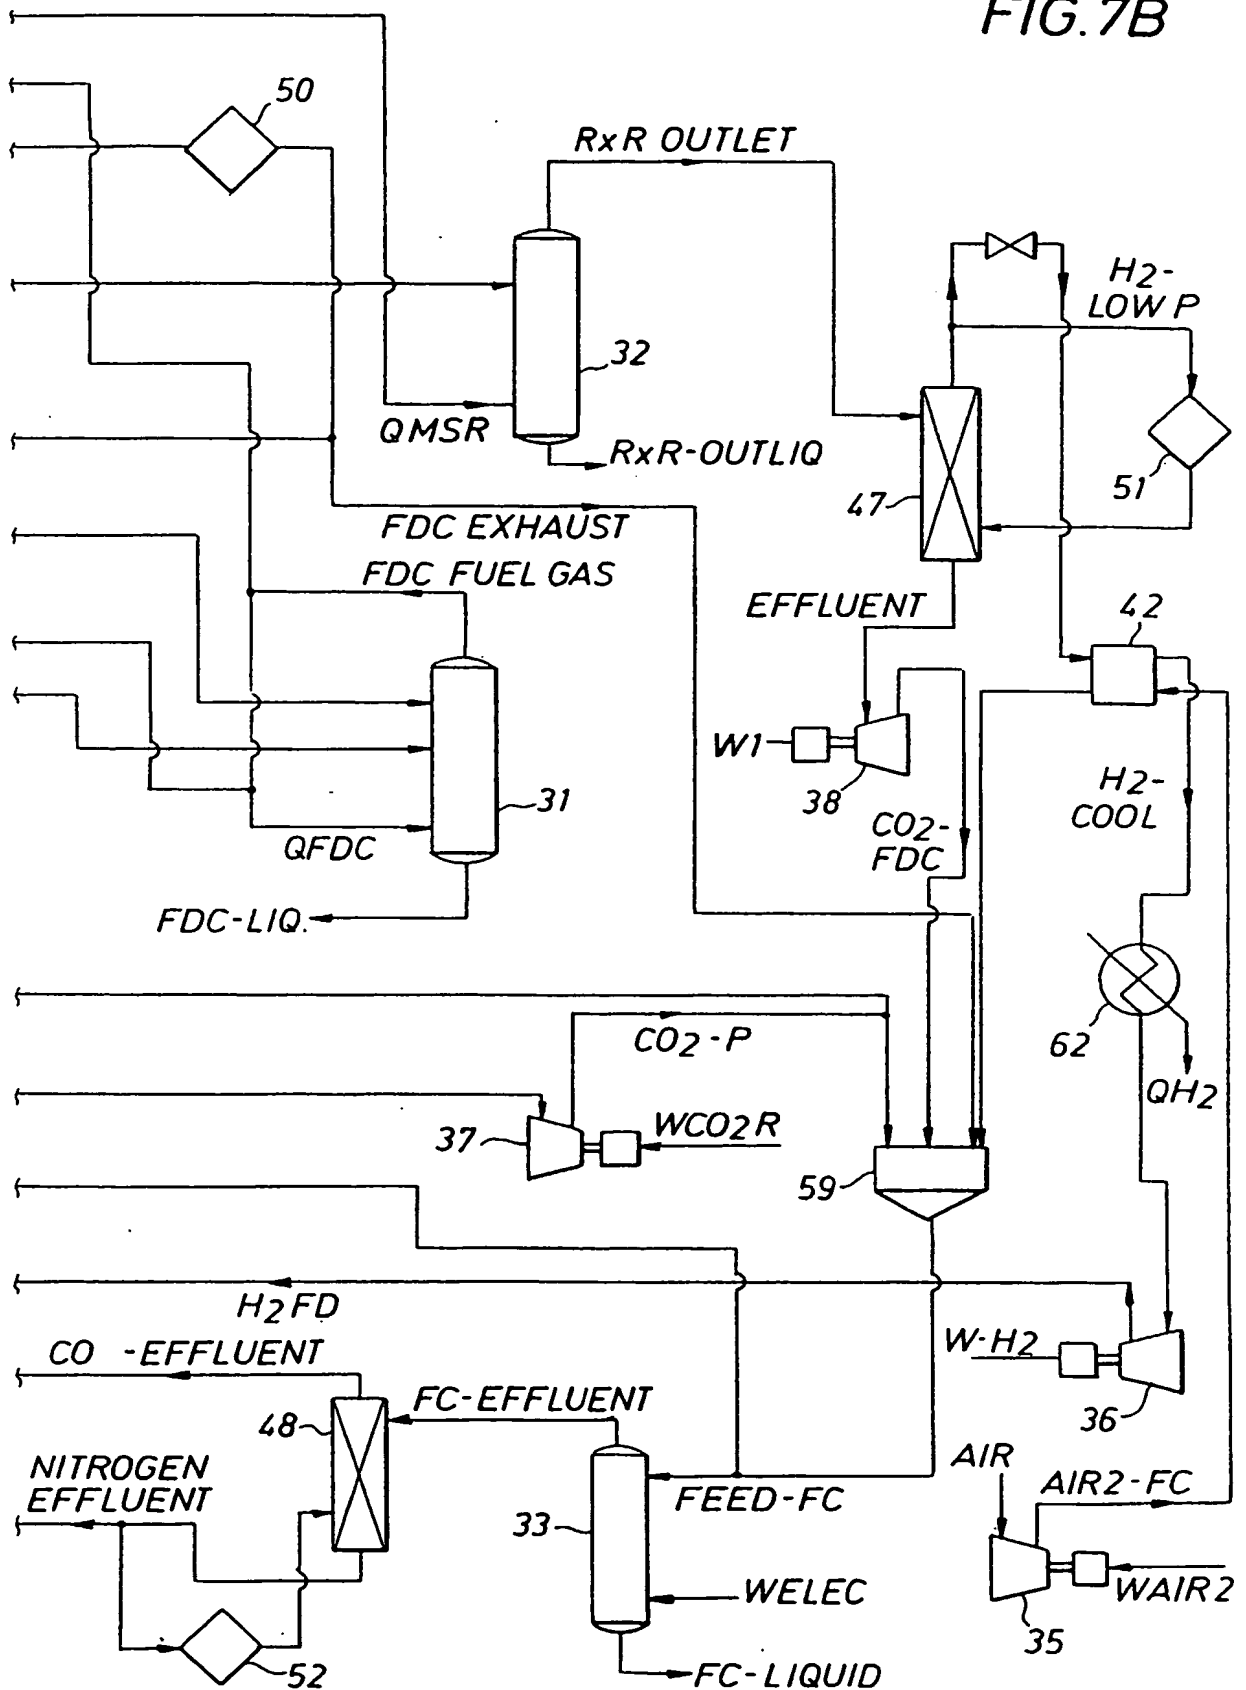 FIG. 7B
50
RxR OUTLET
H2-
LOW P
32
QMSR
RxR-OUTLIQ
51
47
FDC EXHAUST
FDC FUEL GAS
EFFLUENT
42
W1
38
31
H2-
COOL
CO2-
FDC
QFDC
FDC-LIQ.
62
CO2-P
QH2
37
WCO2R
59
H2FD
CO -EFFLUENT
W-H2
FC-EFFLUENT
48
36
NITROGEN
EFFLUENT
AIR
AIR2-FC
FEED-FC
33
WELEC
WAIR2
35
52
FC-LIQUID